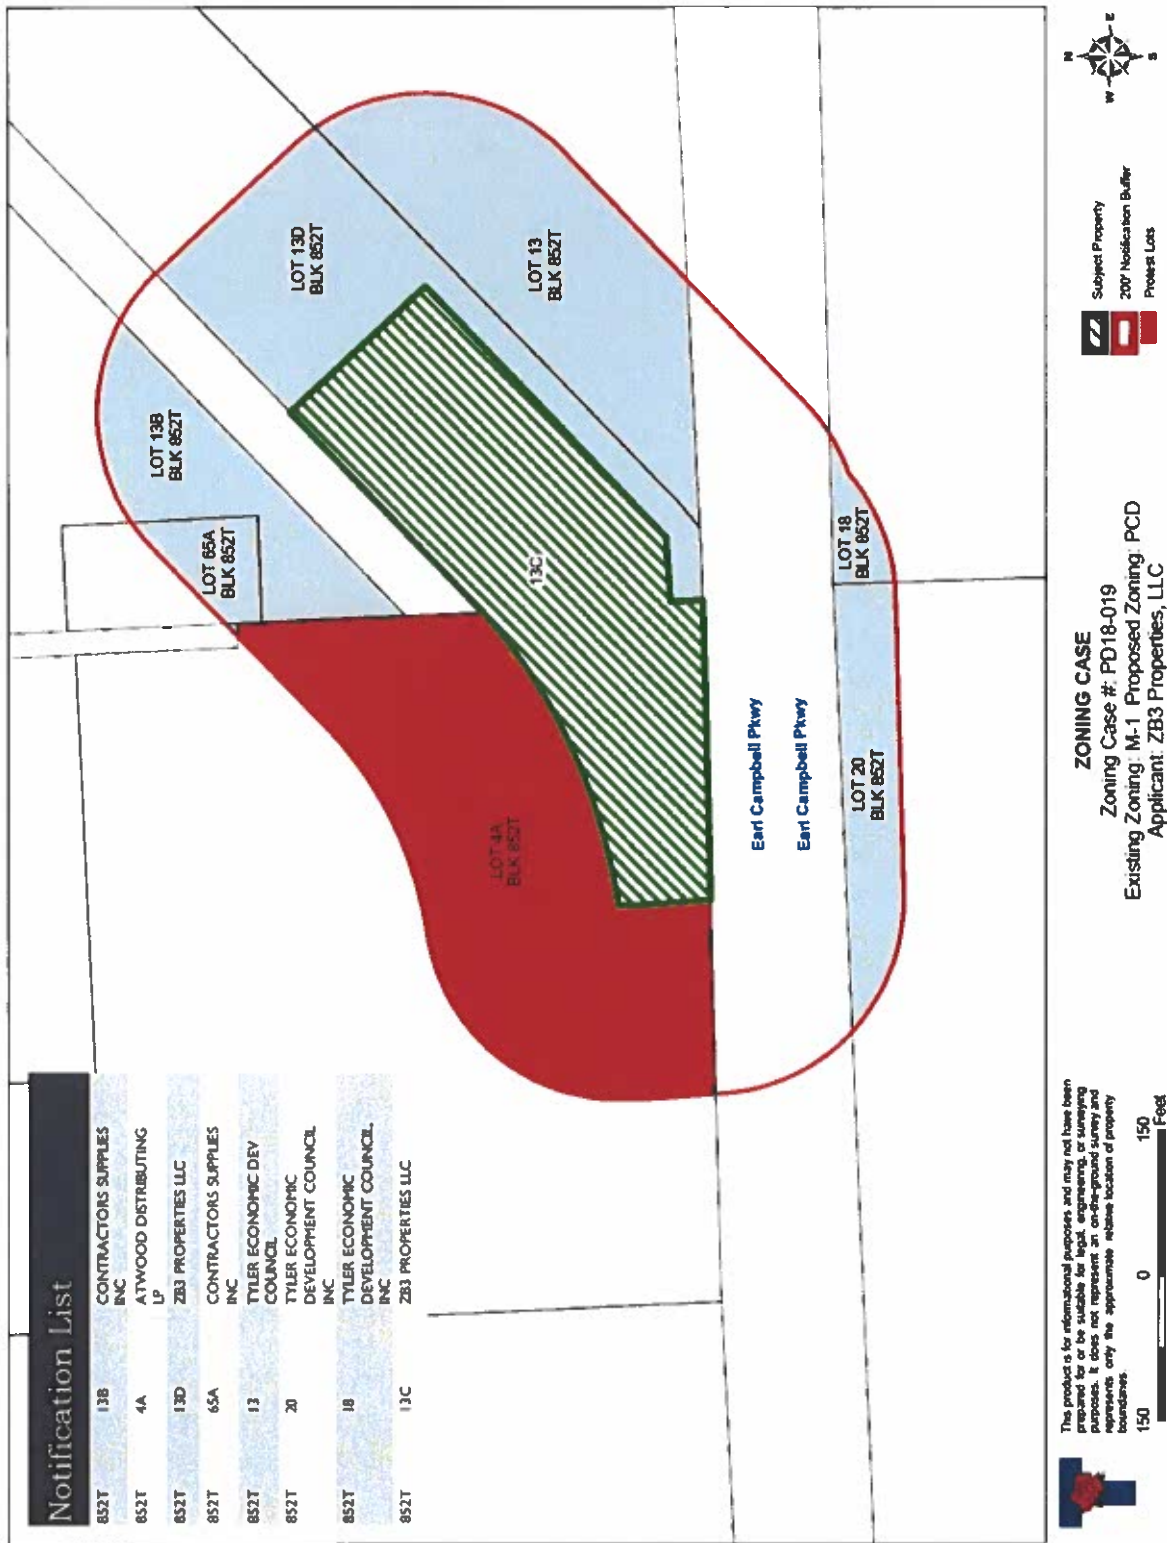 Notification List
852T 13B CONTRACTORS SUPPLIES
INC
852T 4A ATWOOD DISTRIBUTING
LP
852T 13D ZB3 PROPERTIES LLC
852T 65A CONTRACTORS SUPPLIES
INC
852T 13 TYLER ECONOMIC DEV
COUNCIL
852T 20 TYLER ECONOMIC
DEVELOPMENT COUNCIL
INC
852T 18 TYLER ECONOMIC
DEVELOPMENT COUNCIL
INC
852T 13C ZB3 PROPERTIES LLC
LOT 13B
BLK 852T
LOT 65A
BLK 852T
LOT 13D
BLK 852T
LOT 13
BLK 852T
LOT 4A
BLK 852T
13C
Earl Campbell Pkwy
Earl Campbell Pkwy
LOT 18
BLK 852T
LOT 20
BLK 852T
This product is for informational purposes and may not have been
prepared for or be suitable for legal, engineering, or surveying
purposes. It does not represent an on-the-ground survey and
represents only the approximate relative location of property
boundaries.
150 0 150
Feet
ZONING CASE
Zoning Case #: PD18-019
Existing Zoning: M-1 Proposed Zoning: PCD
Applicant: ZB3 Properties, LLC
Subject Property
200' Notification Buffer
Protest Lots
N
W E
S